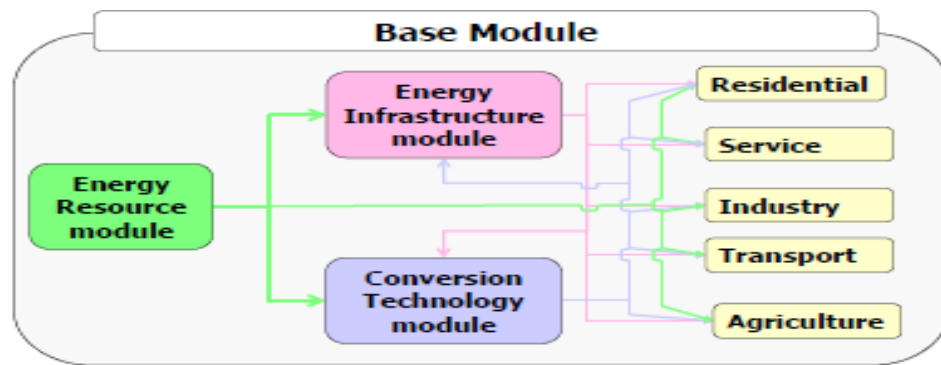 Base Module
Energy
Infrastructure
module
Energy
Resource
module
Conversion
Technology
module
Residential
Service
Industry
Transport
Agriculture